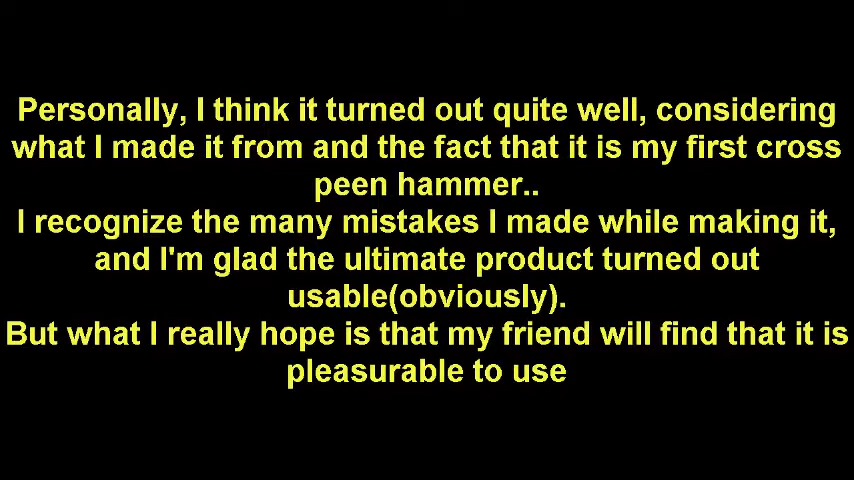 Personally, I think it turned out quite well, considering
what I made it from and the fact that it is my first cross
peen hammer..
I recognize the many mistakes I made while making it,
and I'm glad the ultimate product turned out
usable(obviously).
But what I really hope is that my friend will find that it is
pleasurable to use